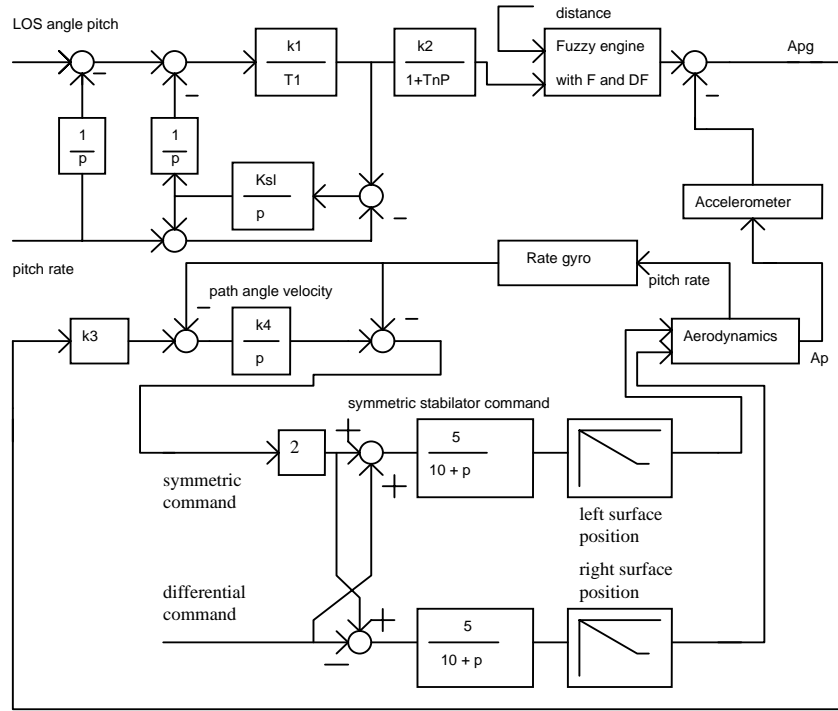 LOS angle pitch
distance
k1
T1
k2
1+TnP
Fuzzy engine
with F and DF
Apg
1
p
1
p
Ksl
p
Accelerometer
pitch rate
Rate gyro
pitch rate
path angle velocity
k3
k4
p
Aerodynamics
Ap
symmetric stabilator command
2
5
10 + p
symmetric
command
left surface
position
right surface
position
differential
command
5
10 + p